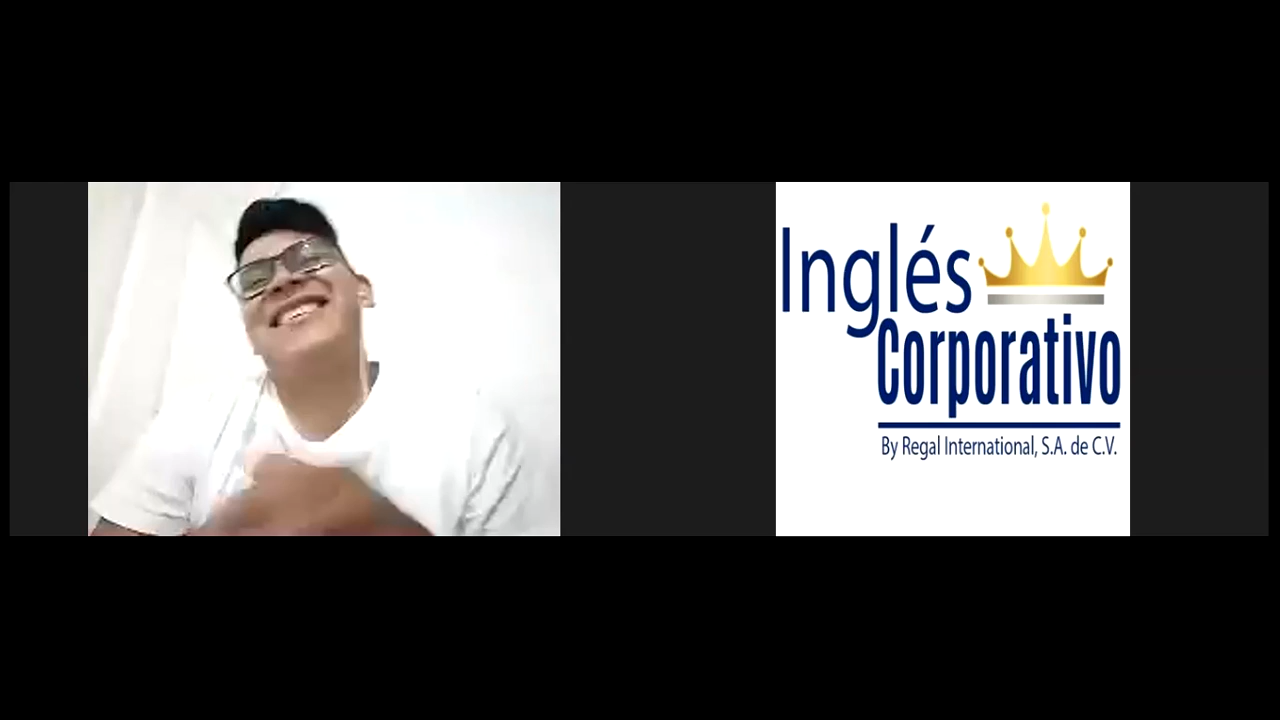 Inglés
Corporativo
By Regal International, S.A. de C.V.